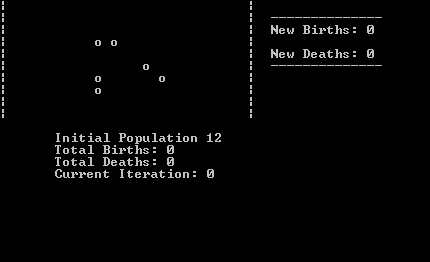 New Births: 0
New Deaths: 0
Initial Population 12
Total Births: 0
Total Deaths: 0
Current Iteration: 0